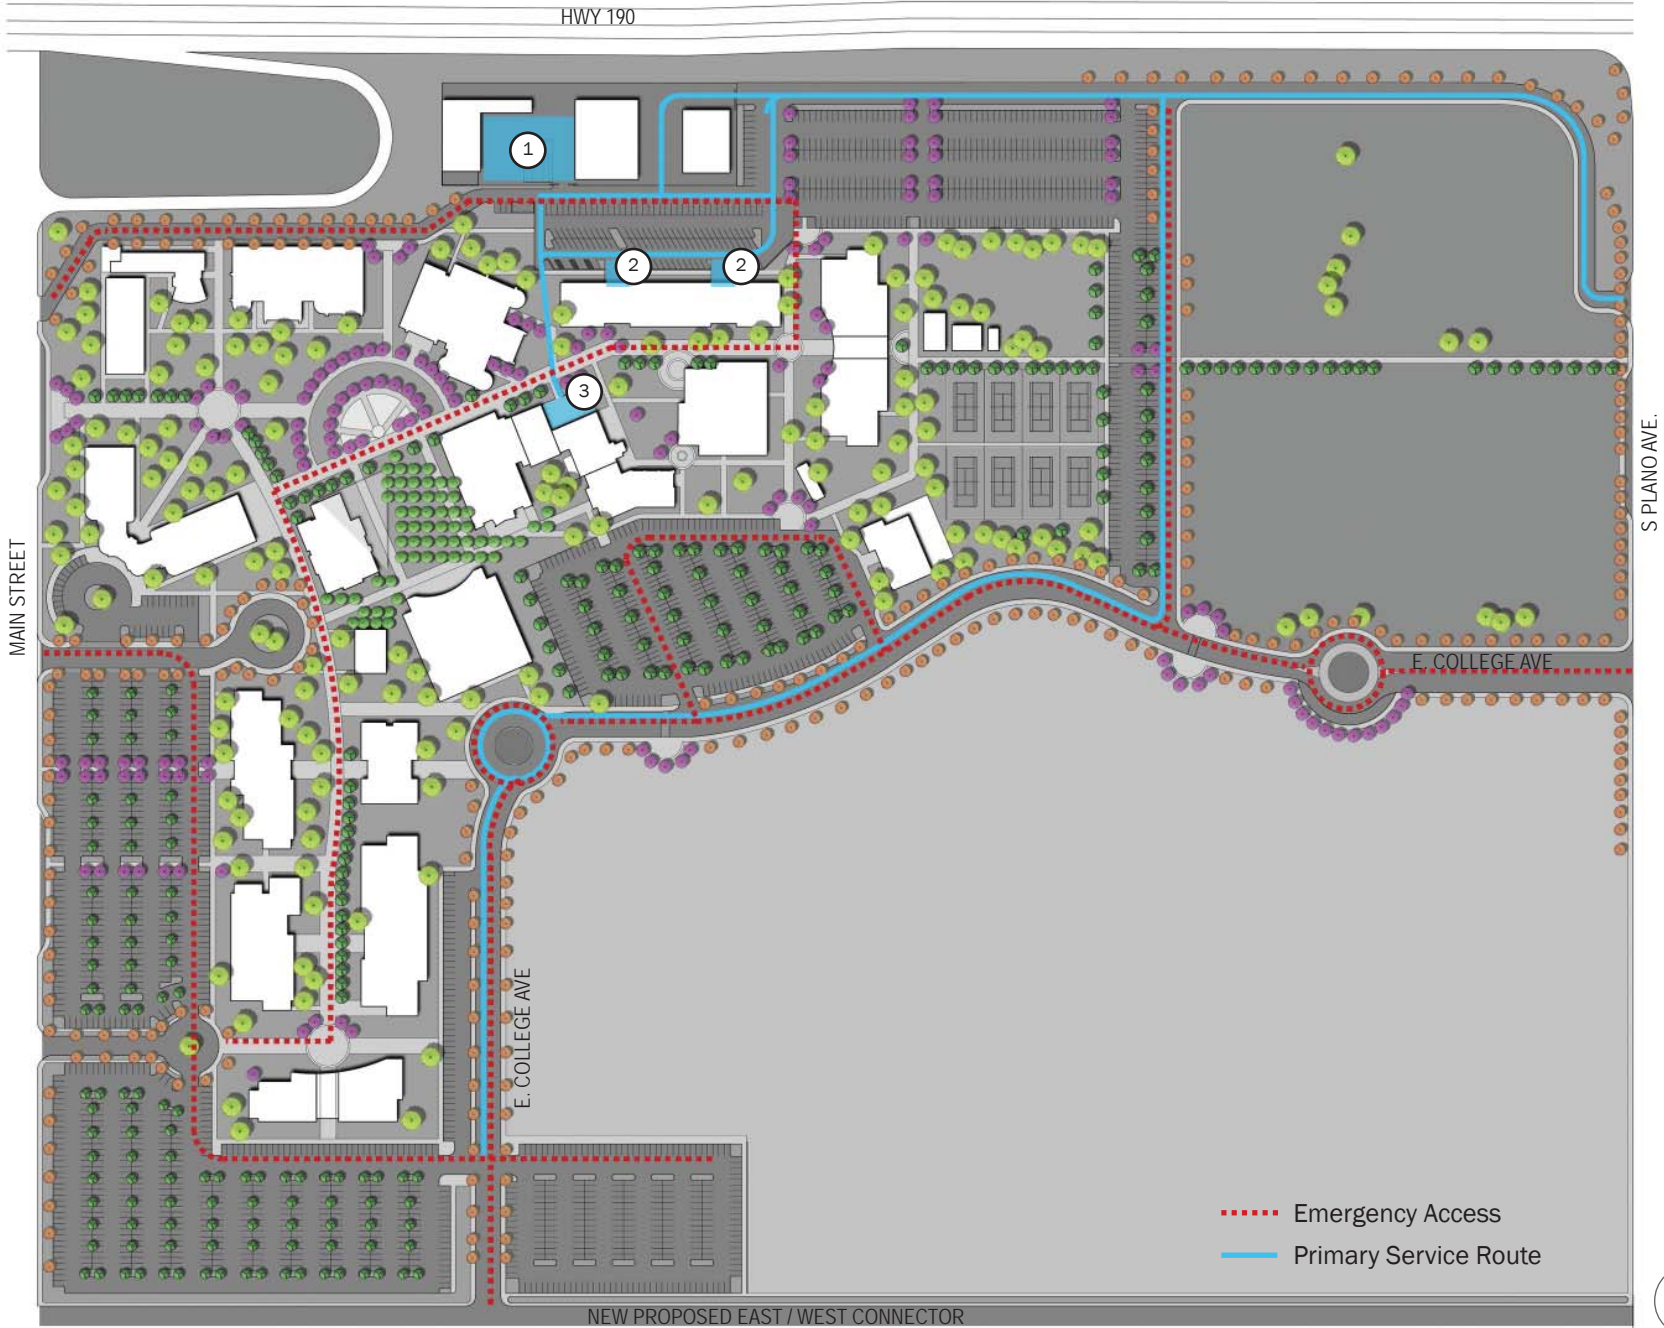 HWY 190
1
2
2
3
MAIN STREET
S PLANO AVE.
E. COLLEGE AVE
E. COLLEGE AVE
Emergency Access
Primary Service Route
NEW PROPOSED EAST / WEST CONNECTOR